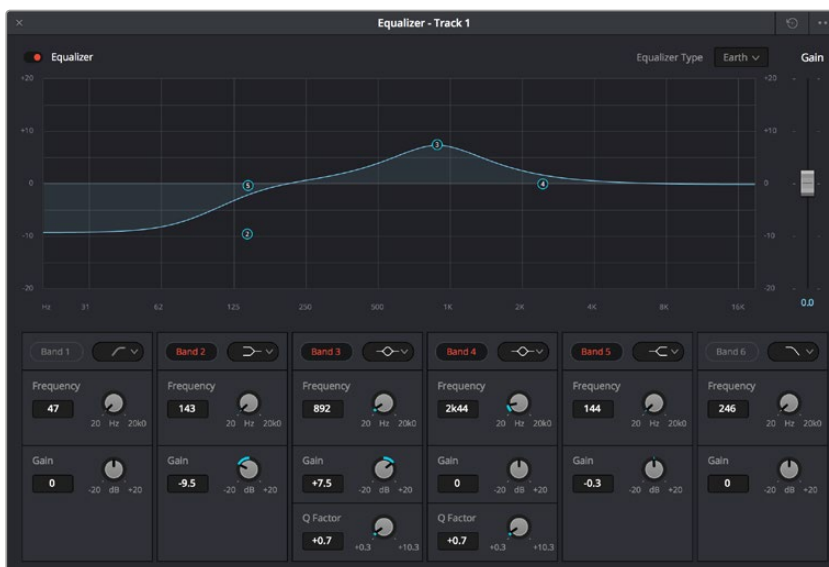 Equalizer - Track 1
Equalizer
Equalizer Type Earth Gain
+20 +20
+10 +10
0 0
-10 -10
-20 -20
Hz 31 62 125 250 500 1K 2K 4K 8K 16K
0.0
5 2 3 4
Band 1 Band 2 Band 3 Band 4 Band 5 Band 6
Frequency Frequency Frequency Frequency Frequency Frequency
47 143 892 2k44 144 246
20 Hz 20k0 20 Hz 20k0 20 Hz 20k0 20 Hz 20k0 20 Hz 20k0 20 Hz 20k0
Gain Gain Gain Gain Gain Gain
0 -9.5 +7.5 0 -0.3 0
-20 dB +20 -20 dB +20 -20 dB +20 -20 dB +20 -20 dB +20 -20 dB +20
Q Factor Q Factor
+0.7 +0.7
+0.3 +10.3 +0.3 +10.3